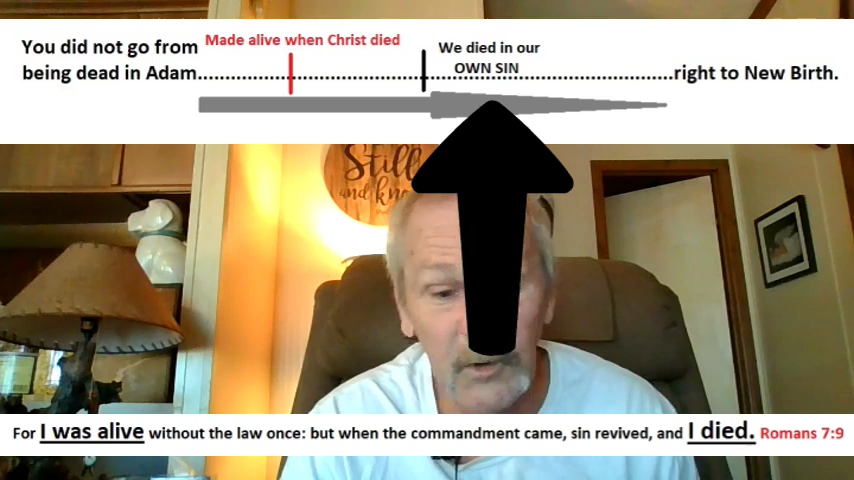 You did not go from
Made alive when Christ died
being dead in Adam
We died in our
OWN SIN
right to New Birth.
Still
and
For I was alive without the law once: but when the commandment came, sin revived, and I died. Romans 7:9